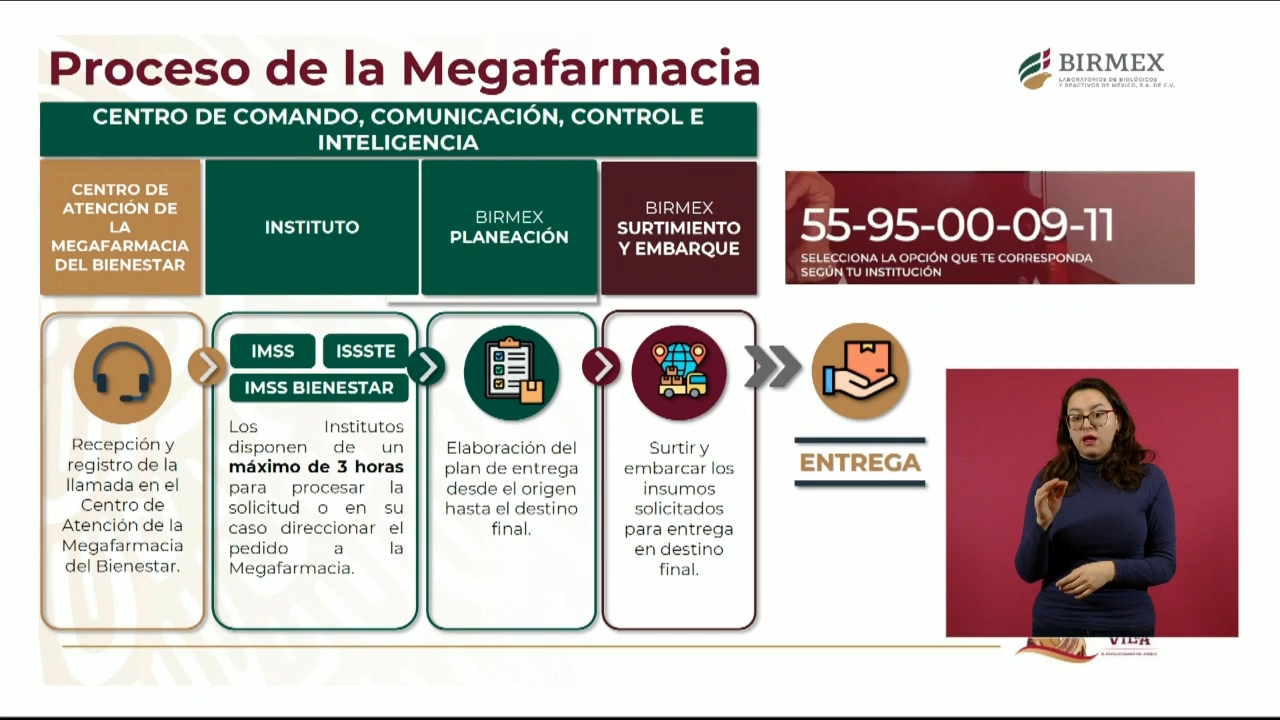 Proceso de la Megafarmacia
BIRMEX
LABORATORIOS DE BIOLÓGICOS
Y REACTIVOS DE MÉXICO, S.A. DE C.V.
CENTRO DE COMANDO, COMUNICACIÓN, CONTROL E
INTELIGENCIA
CENTRO DE
ATENCIÓN DE
LA
MEGAFARMACIA
DEL BIENESTAR
INSTITUTO
BIRMEX
PLANEACIÓN
BIRMEX
SURTIMIENTO
Y EMBARQUE
55-95-00-09-11
SELECCIONA LA OPCIÓN QUE TE CORRESPONDA
SEGÚN TU INSTITUCIÓN
Recepción y
registro de la
llamada en el
Centro de
Atención de la
Megafarmacia
del Bienestar.
IMSS
ISSSTE
IMSS BIENESTAR
Los Institutos
disponen de un
máximo de 3 horas
para procesar la
solicitud o en su
caso direccionar el
pedido a la
Megafarmacia.
Elaboración del
plan de entrega
desde el origen
hasta el destino
final.
Surtir y
embarcar los
insumos
solicitados
para entrega
en destino
final.
ENTREGA